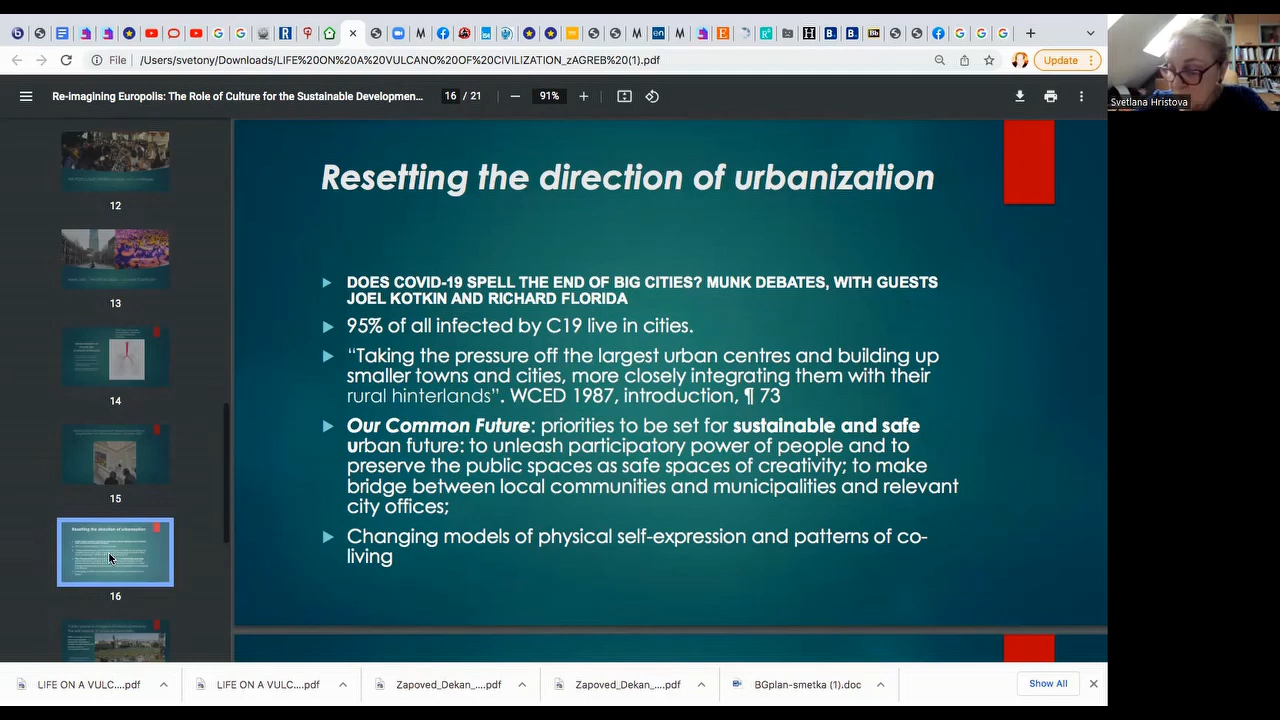 File
/Users/svetony/Downloads/LIFE%20ON%20A%20VULCANO%20OF%20CIVILIZATION_zAGREB%20(1).pdf
Update
Re-imagining Europolis: The Role of Culture for the Sustainable Developmen...
16 / 21
91%
Svetlana Hristova
12
13
14
15
16
Resetting the direction of urbanization
DOES COVID-19 SPELL THE END OF BIG CITIES? MUNK DEBATES, WITH GUESTS
JOEL KOTKIN AND RICHARD FLORIDA
95% of all infected by C19 live in cities.
“Taking the pressure off the largest urban centres and building up
smaller towns and cities, more closely integrating them with their
rural hinterlands”. WCED 1987, introduction, ¶ 73
Our Common Future: priorities to be set for sustainable and safe
urban future: to unleash participatory power of people and to
preserve the public spaces as safe spaces of creativity; to make
bridge between local communities and municipalities and relevant
city offices;
Changing models of physical self-expression and patterns of co-
living
LIFE ON A VULC....pdf
LIFE ON A VULC....pdf
Zapoved_Dekan_....pdf
Zapoved_Dekan_....pdf
BGplan-smetka (1).doc
Show All